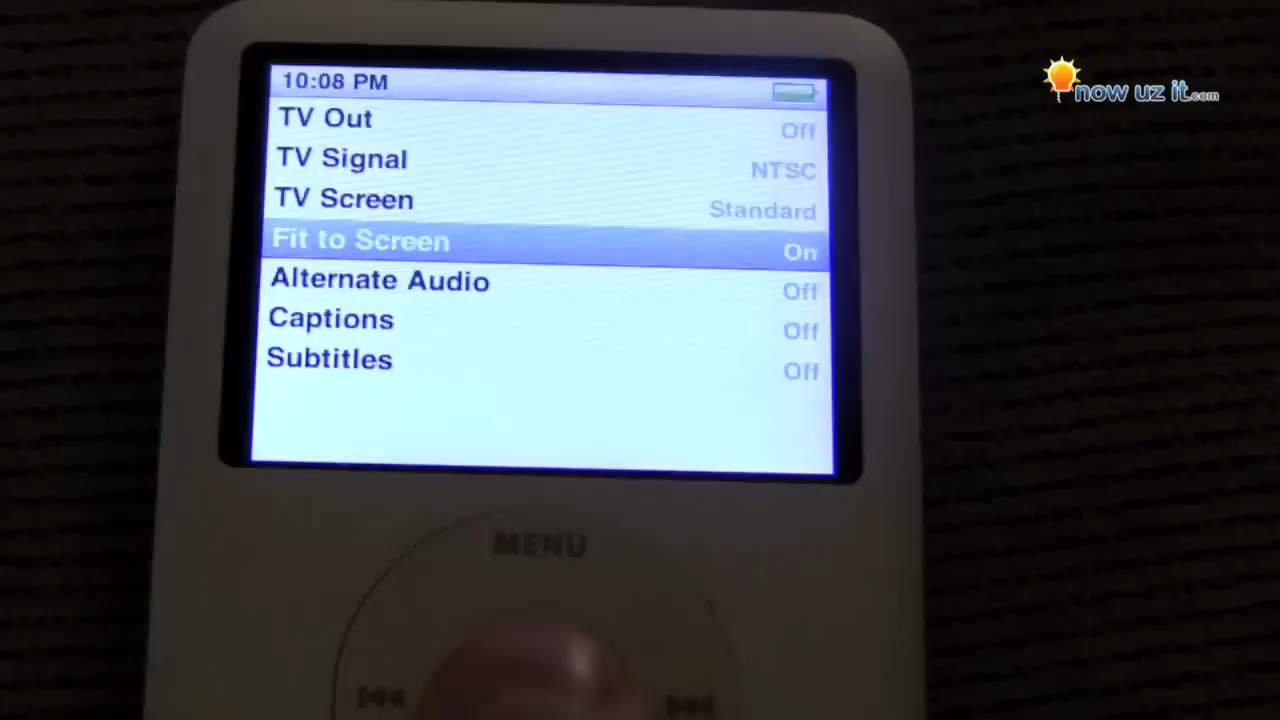 10:08 PM
now uz it.com
TV Out Off
TV Signal NTSC
TV Screen Standard
Fit to Screen On
Alternate Audio Off
Captions Off
Subtitles Off
MENU